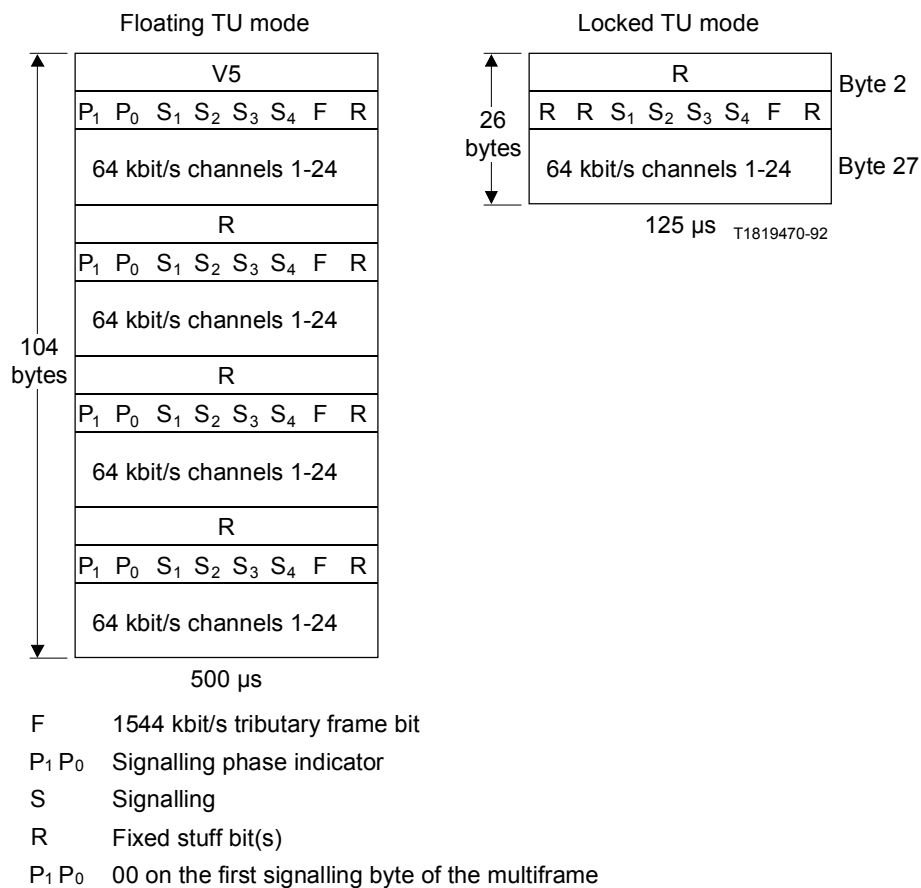 Floating TU mode
V5
P₁ P₀ S₁ S₂ S₃ S₄ F R
64 kbit/s channels 1-24
R
P₁ P₀ S₁ S₂ S₃ S₄ F R
64 kbit/s channels 1-24
R
P₁ P₀ S₁ S₂ S₃ S₄ F R
64 kbit/s channels 1-24
R
P₁ P₀ S₁ S₂ S₃ S₄ F R
64 kbit/s channels 1-24
104
bytes
500 µs
Locked TU mode
R
R R S₁ S₂ S₃ S₄ F R
64 kbit/s channels 1-24
26
bytes
Byte 2
Byte 27
125 µs
T1819470-92
F 1544 kbit/s tributary frame bit
P₁ P₀ Signalling phase indicator
S Signalling
R Fixed stuff bit(s)
P₁ P₀ 00 on the first signalling byte of the multiframe